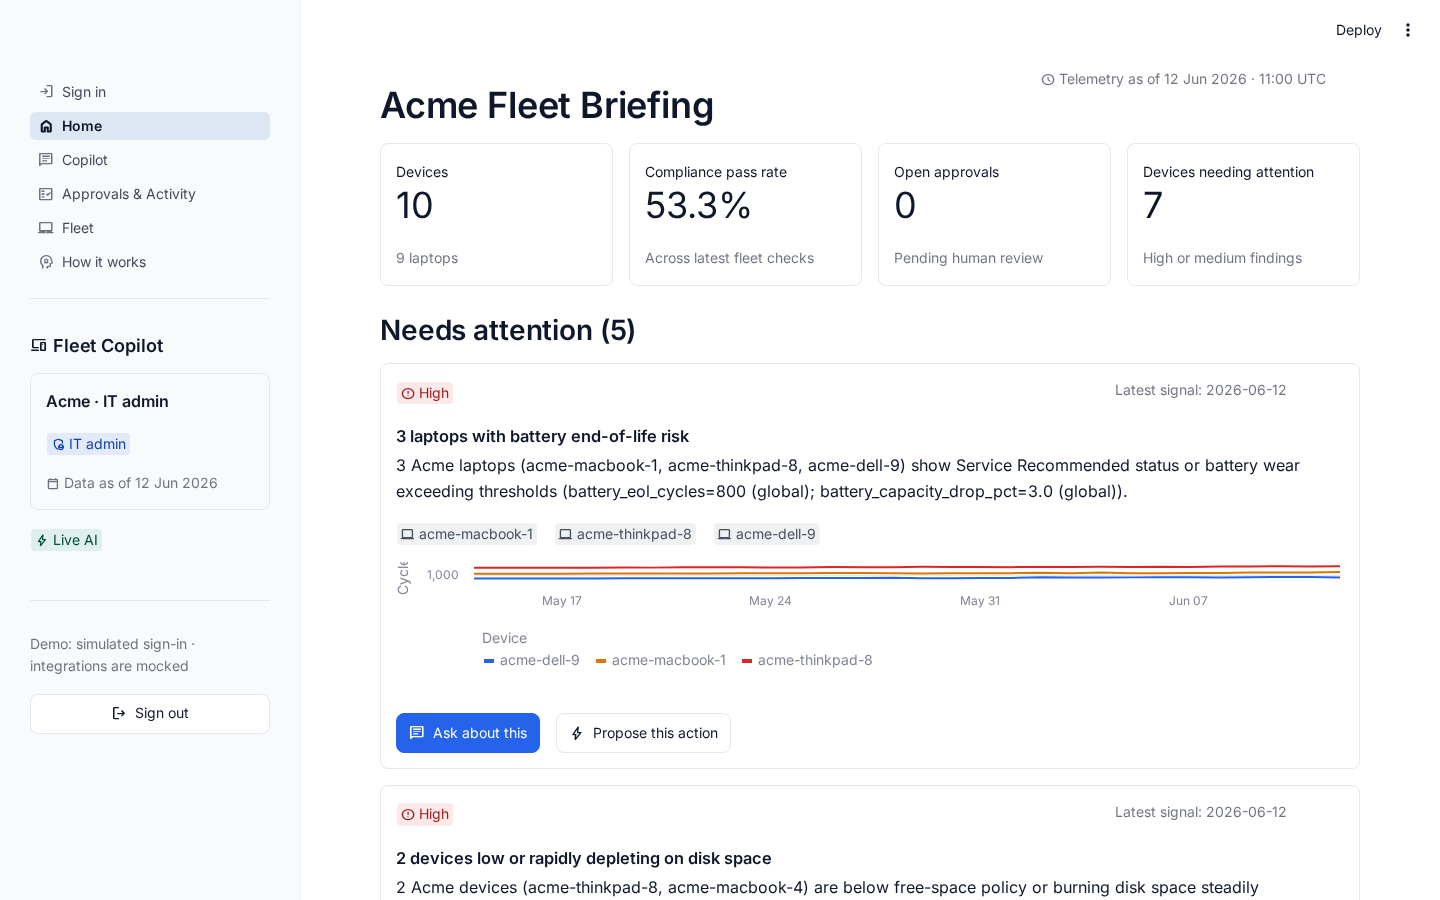 Deploy
Sign in
Home
Copilot
Approvals & Activity
Fleet
How it works
Fleet Copilot
Acme · IT admin
IT admin
Data as of 12 Jun 2026
Live AI
Demo: simulated sign-in ·
integrations are mocked
Sign out
Telemetry as of 12 Jun 2026 · 11:00 UTC
Acme Fleet Briefing
Devices
10
9 laptops
Compliance pass rate
53.3%
Across latest fleet checks
Open approvals
0
Pending human review
Devices needing attention
7
High or medium findings
Needs attention (5)
High
Latest signal: 2026-06-12
3 laptops with battery end-of-life risk
3 Acme laptops (acme-macbook-1, acme-thinkpad-8, acme-dell-9) show Service Recommended status or battery wear
exceeding thresholds (battery_eol_cycles=800 (global); battery_capacity_drop_pct=3.0 (global)).
acme-macbook-1 acme-thinkpad-8 acme-dell-9
Cycle
1,000
May 17 May 24 May 31 Jun 07
Device
acme-dell-9 acme-macbook-1 acme-thinkpad-8
Ask about this
Propose this action
High
Latest signal: 2026-06-12
2 devices low or rapidly depleting on disk space
2 Acme devices (acme-thinkpad-8, acme-macbook-4) are below free-space policy or burning disk space steadily